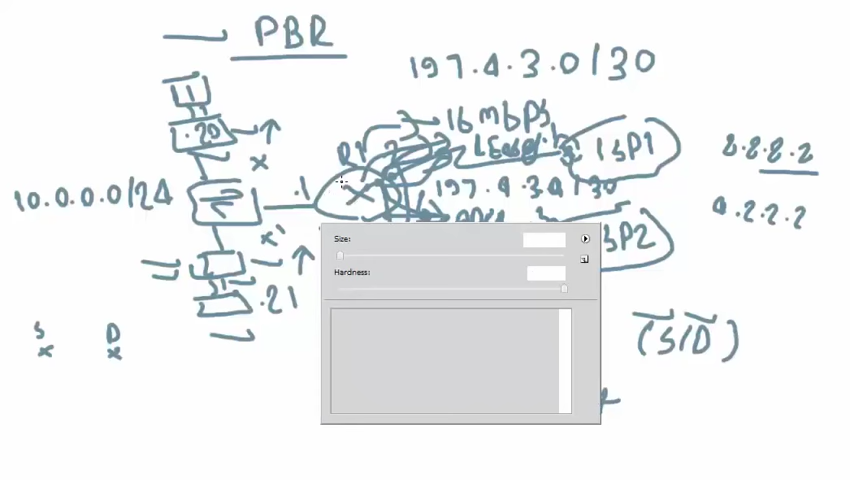 PBR
197.4.3.0/30
16 mbps
.20
R1
ISP1
8.8.8.2
x
197.4.3.4/30
10.0.0.0/24
.1
4.2.2.2
x'
ISP2
Size:
Hardness:
.21
S D
x x
(S/D)